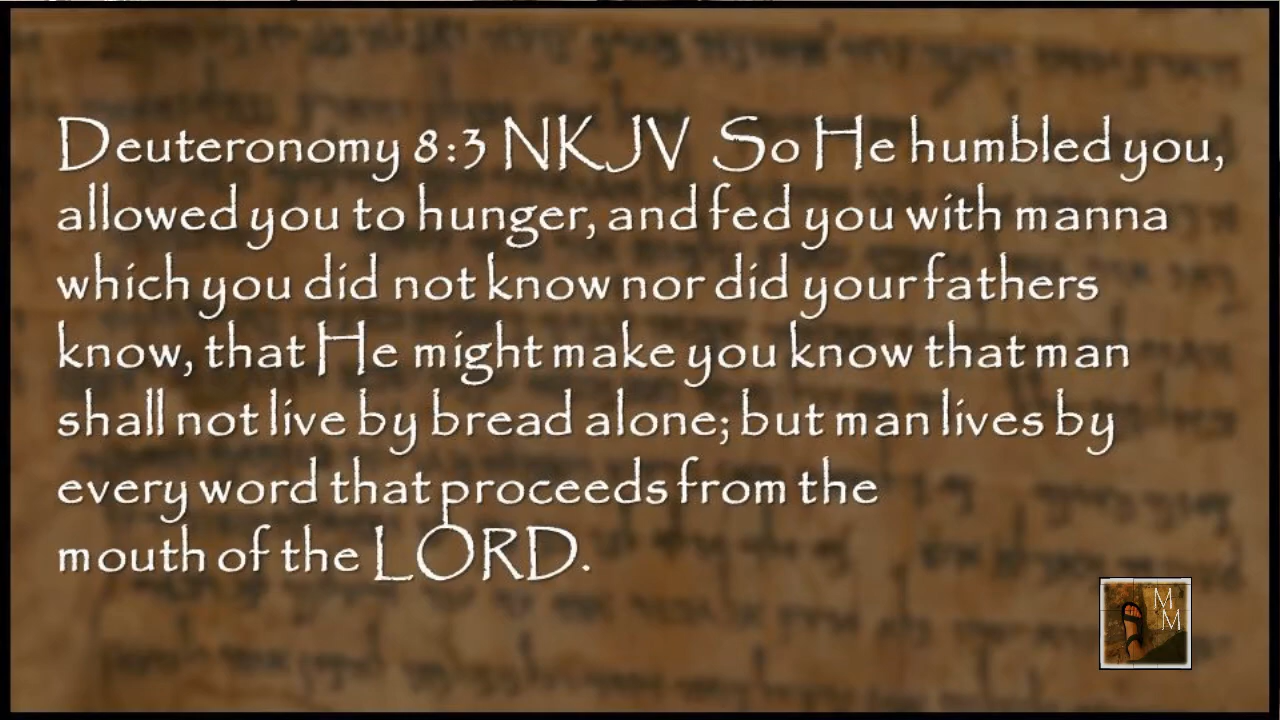 Deuteronomy 8:3 NKJV So He humbled you,
allowed you to hunger, and fed you with manna
which you did not know nor did your fathers
know, that He might make you know that man
shall not live by bread alone; but man lives by
every word that proceeds from the
mouth of the LORD.
M
M